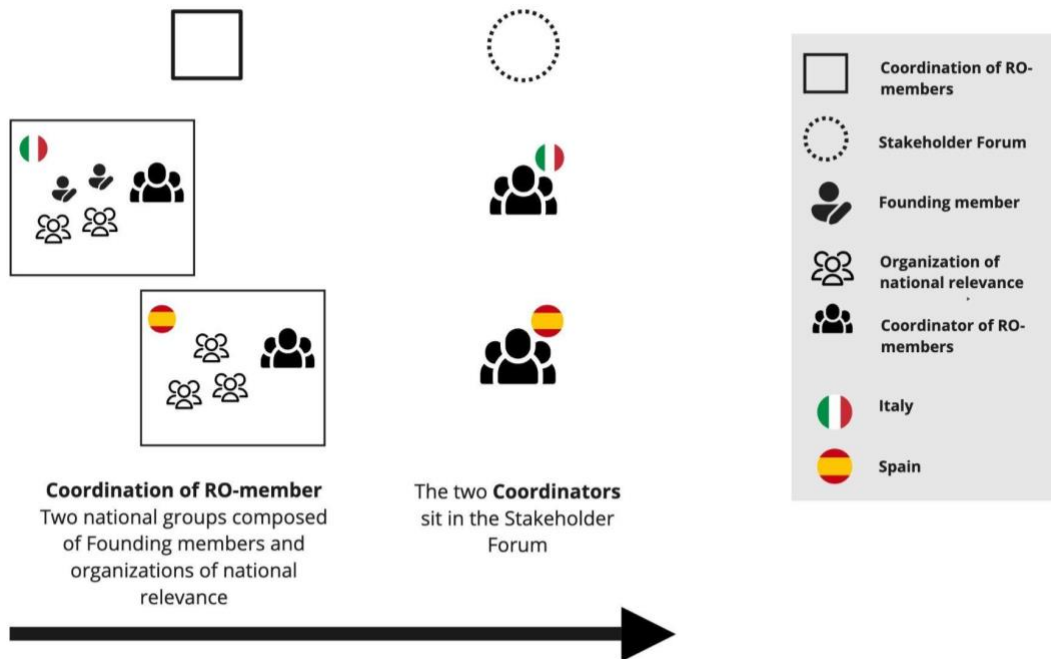 Coordination of RO-member
Two national groups composed
of Founding members and
organizations of national
relevance
The two Coordinators
sit in the Stakeholder
Forum
Coordination of RO-
members
Stakeholder Forum
Founding member
Organization of
national relevance
Coordinator of RO-
members
Italy
Spain